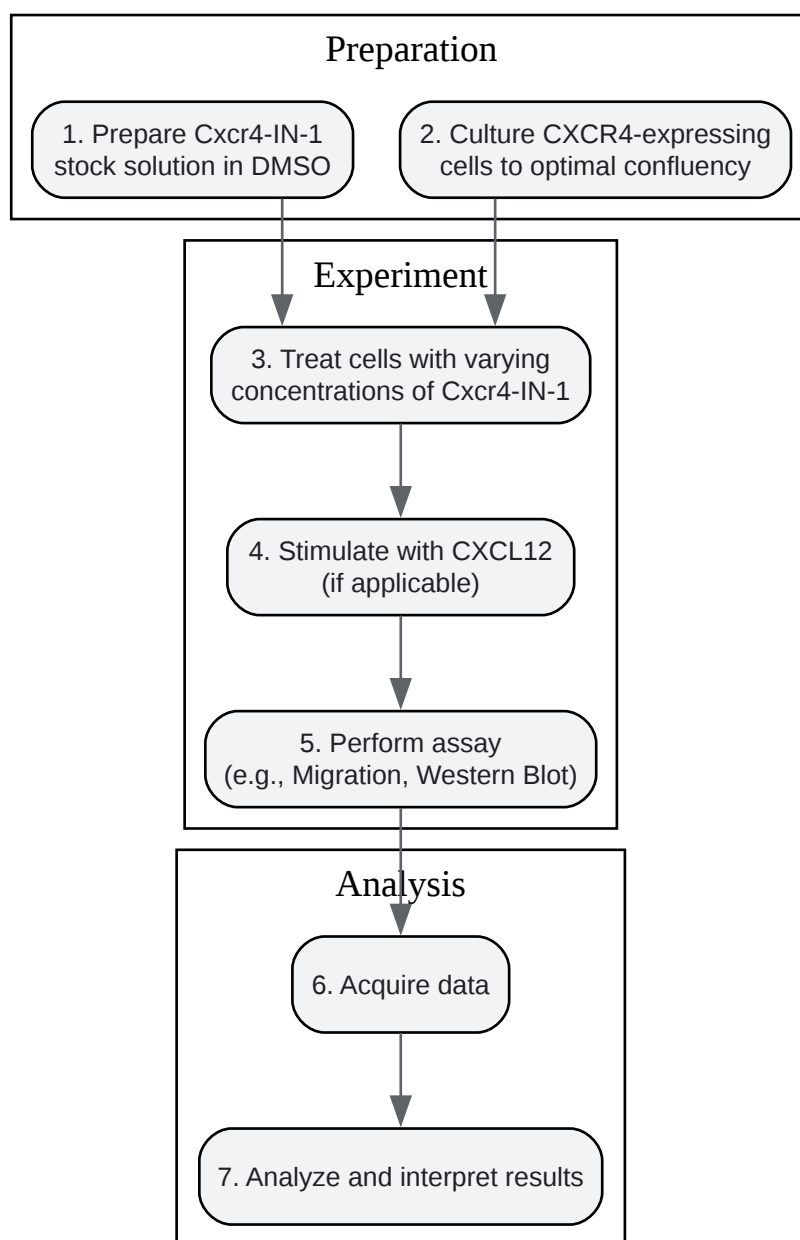 Preparation
1. Prepare Cxcr4-IN-1
stock solution in DMSO
2. Culture CXCR4-expressing
cells to optimal confluency
Experiment
3. Treat cells with varying
concentrations of Cxcr4-IN-1
4. Stimulate with CXCL12
(if applicable)
5. Perform assay
(e.g., Migration, Western Blot)
Analysis
6. Acquire data
7. Analyze and interpret results